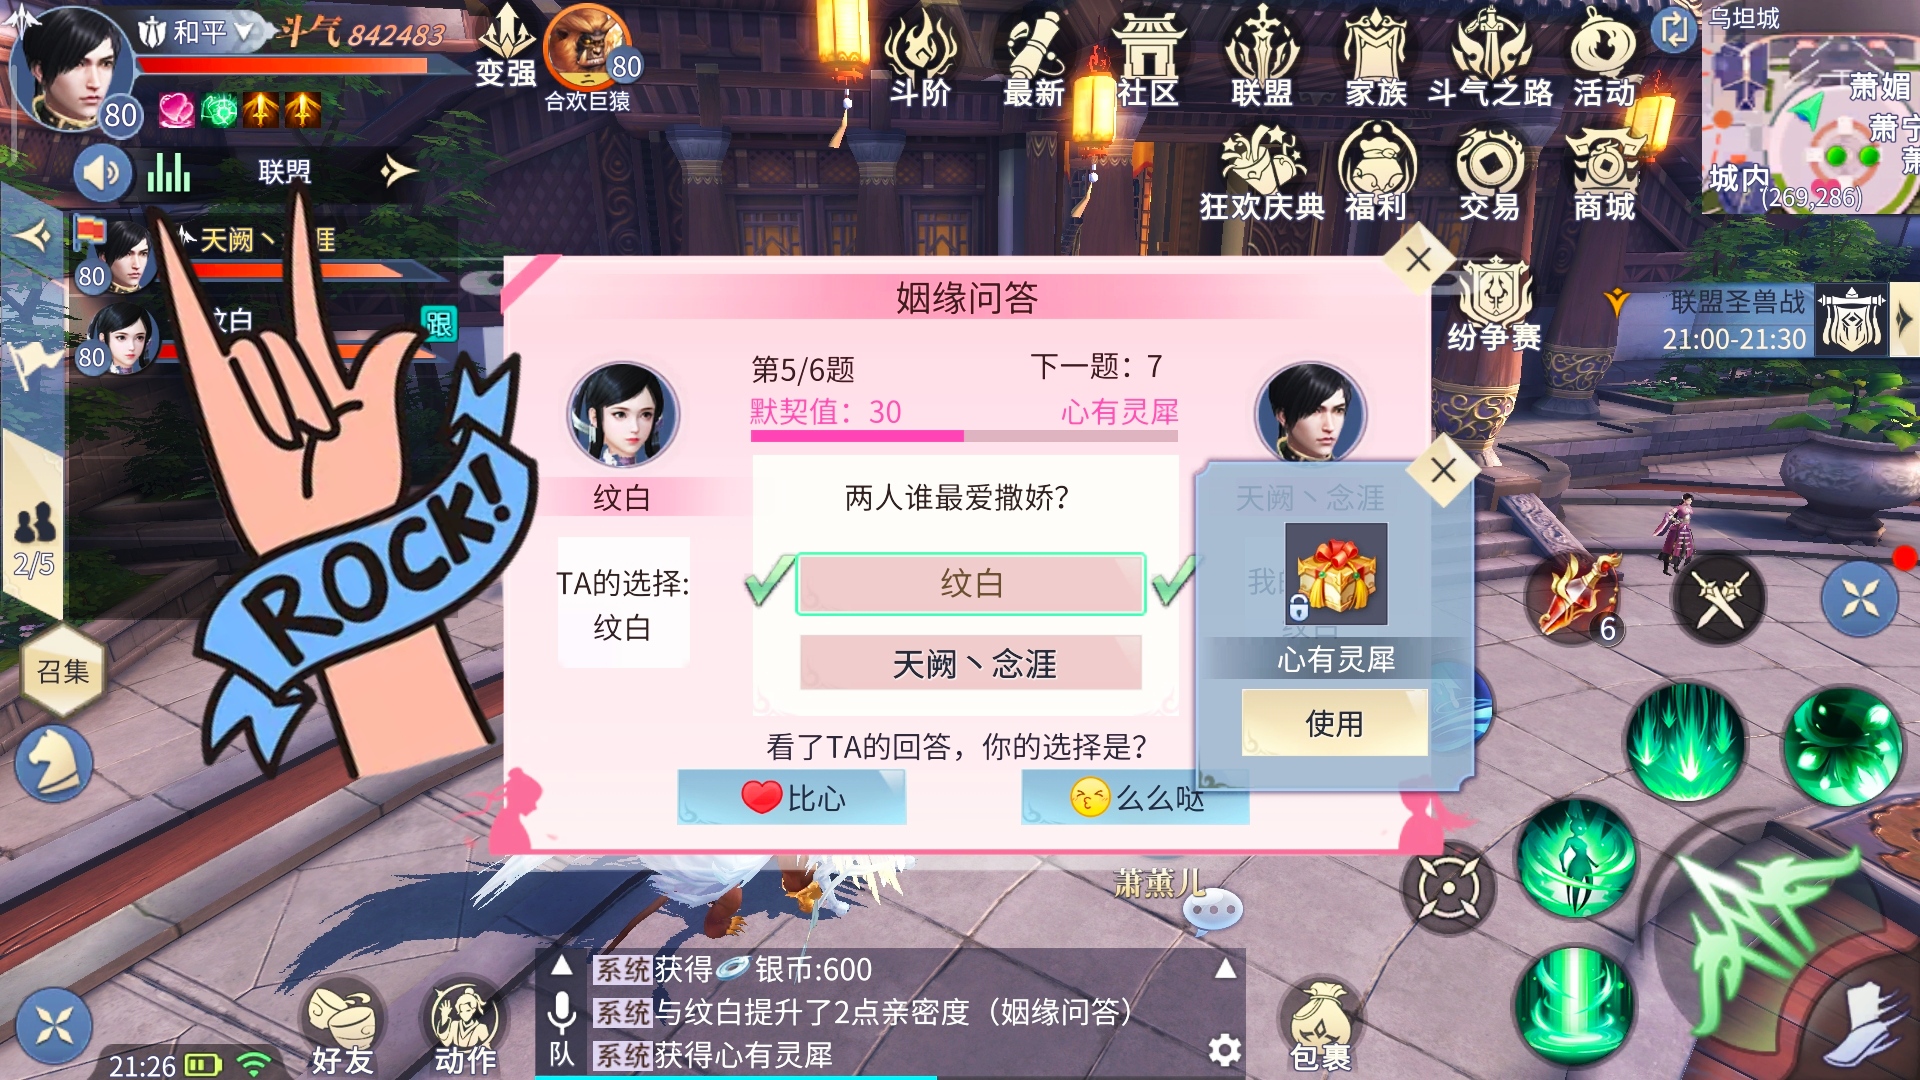 和平
斗气 842483
变强
80
合欢巨猿
斗阶
最新
社区
联盟
家族
斗气之路
活动
乌坦城
萧媚
城内
(269,286)
80
联盟
狂欢庆典
福利
交易
商城
80
跟
80
2/5
召集
ROCK!
姻缘问答
纷争赛
联盟圣兽战
21:00-21:30
第5/6题
下一题：7
默契值：30
心有灵犀
纹白
天阙丶念涯
两人谁最爱撒娇？
TA的选择:
纹白
纹白
天阙丶念涯
心有灵犀
使用
6
看了TA的回答，你的选择是？
比心
么么哒
萧薰儿
系统 获得 银币:600
系统 与纹白提升了2点亲密度（姻缘问答）
系统 获得心有灵犀
队
21:26
好友
动作
包裹